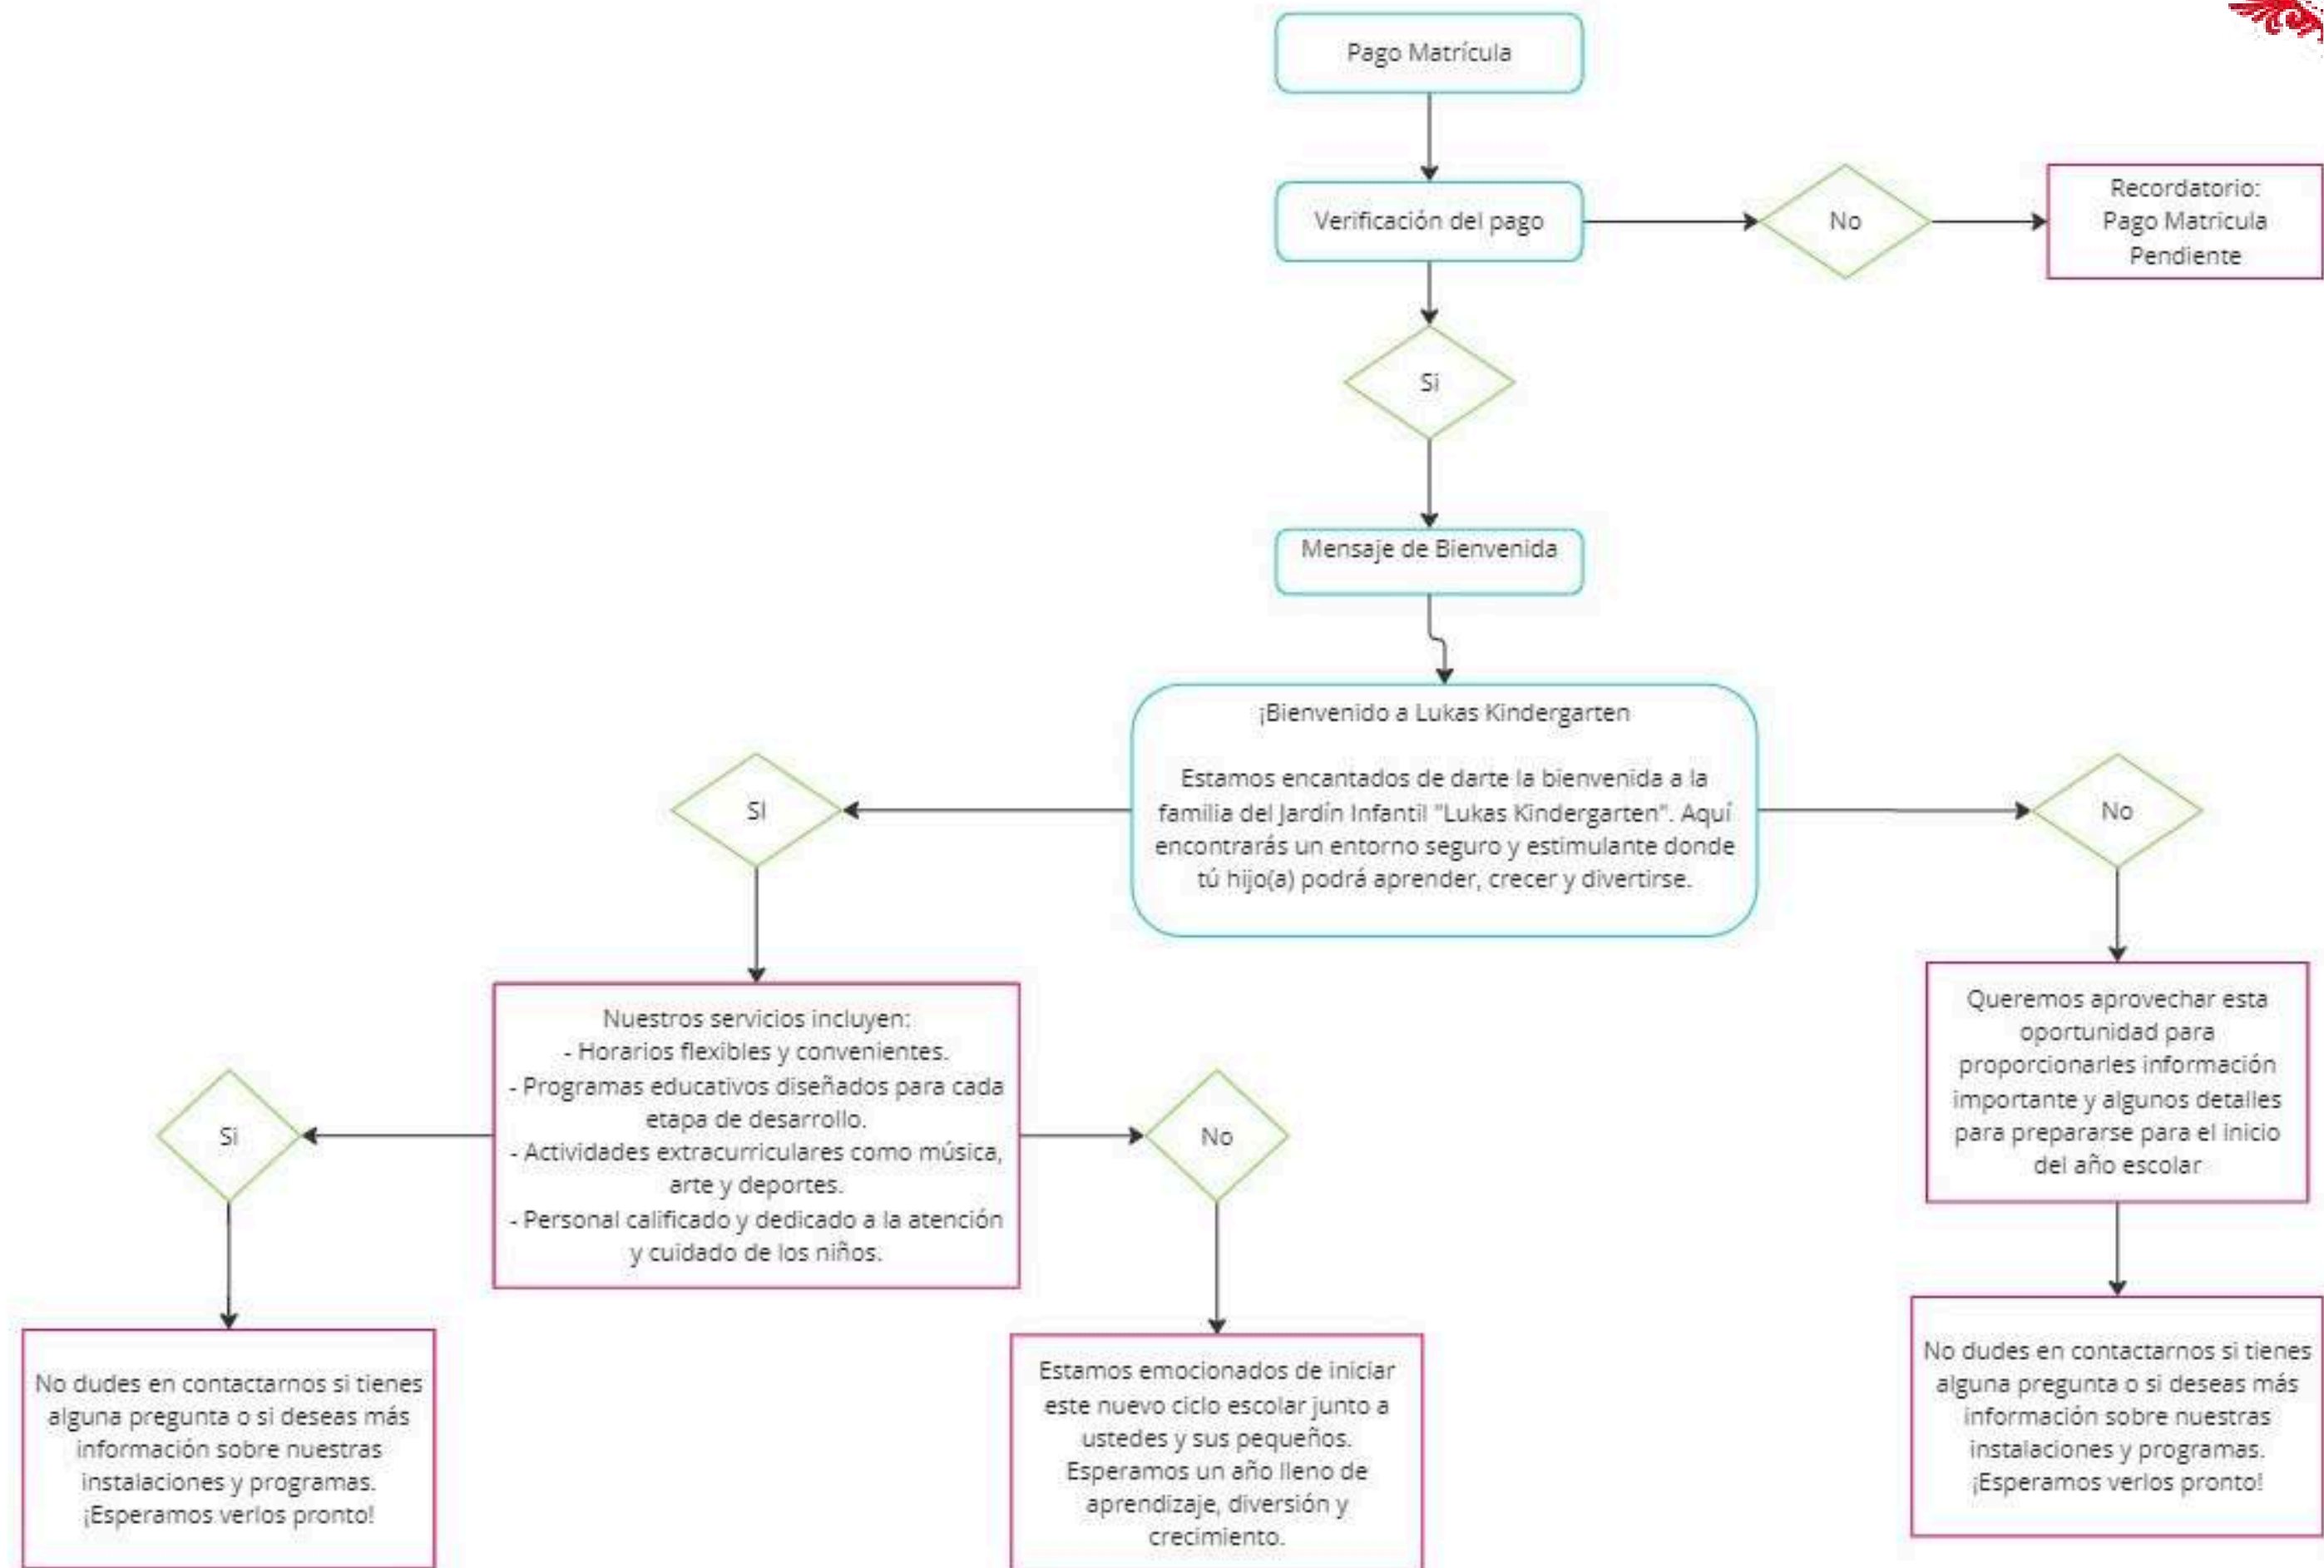 Pago Matrícula
Verificación del pago
No
Recordatorio:
Pago Matricula
Pendiente
Si
Mensaje de Bienvenida
¡Bienvenido a Lukas Kindergarten
Estamos encantados de darte la bienvenida a la
familia del Jardín Infantil "Lukas Kindergarten". Aquí
encontrarás un entorno seguro y estimulante donde
tú hijo(a) podrá aprender, crecer y divertirse.
SI
No
Nuestros servicios incluyen:
- Horarios flexibles y convenientes.
- Programas educativos diseñados para cada
etapa de desarrollo.
- Actividades extracurriculares como música,
arte y deportes.
- Personal calificado y dedicado a la atención
y cuidado de los niños.
Si
No
Queremos aprovechar esta
oportunidad para
proporcionarles información
importante y algunos detalles
para prepararse para el inicio
del año escolar
No dudes en contactarnos si tienes
alguna pregunta o si deseas más
información sobre nuestras
instalaciones y programas.
¡Esperamos verlos pronto!
Estamos emocionados de iniciar
este nuevo ciclo escolar junto a
ustedes y sus pequeños.
Esperamos un año lleno de
aprendizaje, diversión y
crecimiento.
No dudes en contactarnos si tienes
alguna pregunta o si deseas más
información sobre nuestras
instalaciones y programas.
¡Esperamos verlos pronto!